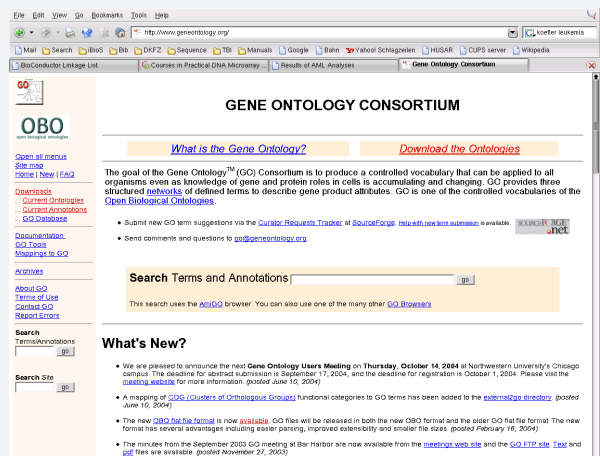 File Edit View Go Bookmarks Tools Help
http://www.geneontology.org/
koefler leukemia
Mail Search iBioS Bib DKFZ Sequence TBI Manuals Google Bahn Yahoo! Schlagzeilen HUSAR CUPS server Wikipedia
BioConductor Linkage List
Courses in Practical DNA Microarray ...
Results of AML Analyses
Gene Ontology Consortium
GO
OBO
open biological ontologies
Open all menus
Site map
Home | New | FAQ
Downloads
.. Current Ontologies
.. Current Annotations
.. GO Database
Documentation
GO Tools
Mappings to GO
Archives
About GO
Terms of Use
Contact GO
Report Errors
Search
Terms/Annotations
go
Search Site
go
GENE ONTOLOGY CONSORTIUM
What is the Gene Ontology?
Download the Ontologies
The goal of the Gene Ontology™ (GO) Consortium is to produce a controlled vocabulary that can be applied to all
organisms even as knowledge of gene and protein roles in cells is accumulating and changing. GO provides three
structured networks of defined terms to describe gene product attributes. GO is one of the controlled vocabularies of the
Open Biological Ontologies.
• Submit new GO term suggestions via the Curator Requests Tracker at SourceForge. Help with new term submission is available.
SOURCEFORGE
.net
• Send comments and questions to go@geneontology.org.
Search Terms and Annotations
go
This search uses the AmiGO browser. You can also use one of the many other GO Browsers
What's New?
• We are pleased to announce the next Gene Ontology Users Meeting on Thursday, October 14, 2004 at Northwestern University's Chicago
campus. The deadline for abstract submission is September 17, 2004, and the deadline for registration is October 1, 2004. Please visit the
meeting website for more information. (posted June 10, 2004)
• A mapping of COG (Clusters of Orthologous Groups) functional categories to GO terms has been added to the external2go directory. (posted
June 10, 2004)
• The new OBO flat file format is now available. GO files will be released in both the new OBO format and the older GO flat file format. The new
format has several advantages including easier parsing, improved extensibility and smaller file sizes. (posted February 16, 2004)
• The minutes from the September 2003 GO meeting at Bar Harbor are now available from the meetings web site and the GO FTP site. Text and
pdf files are available. (posted November 27, 2003)